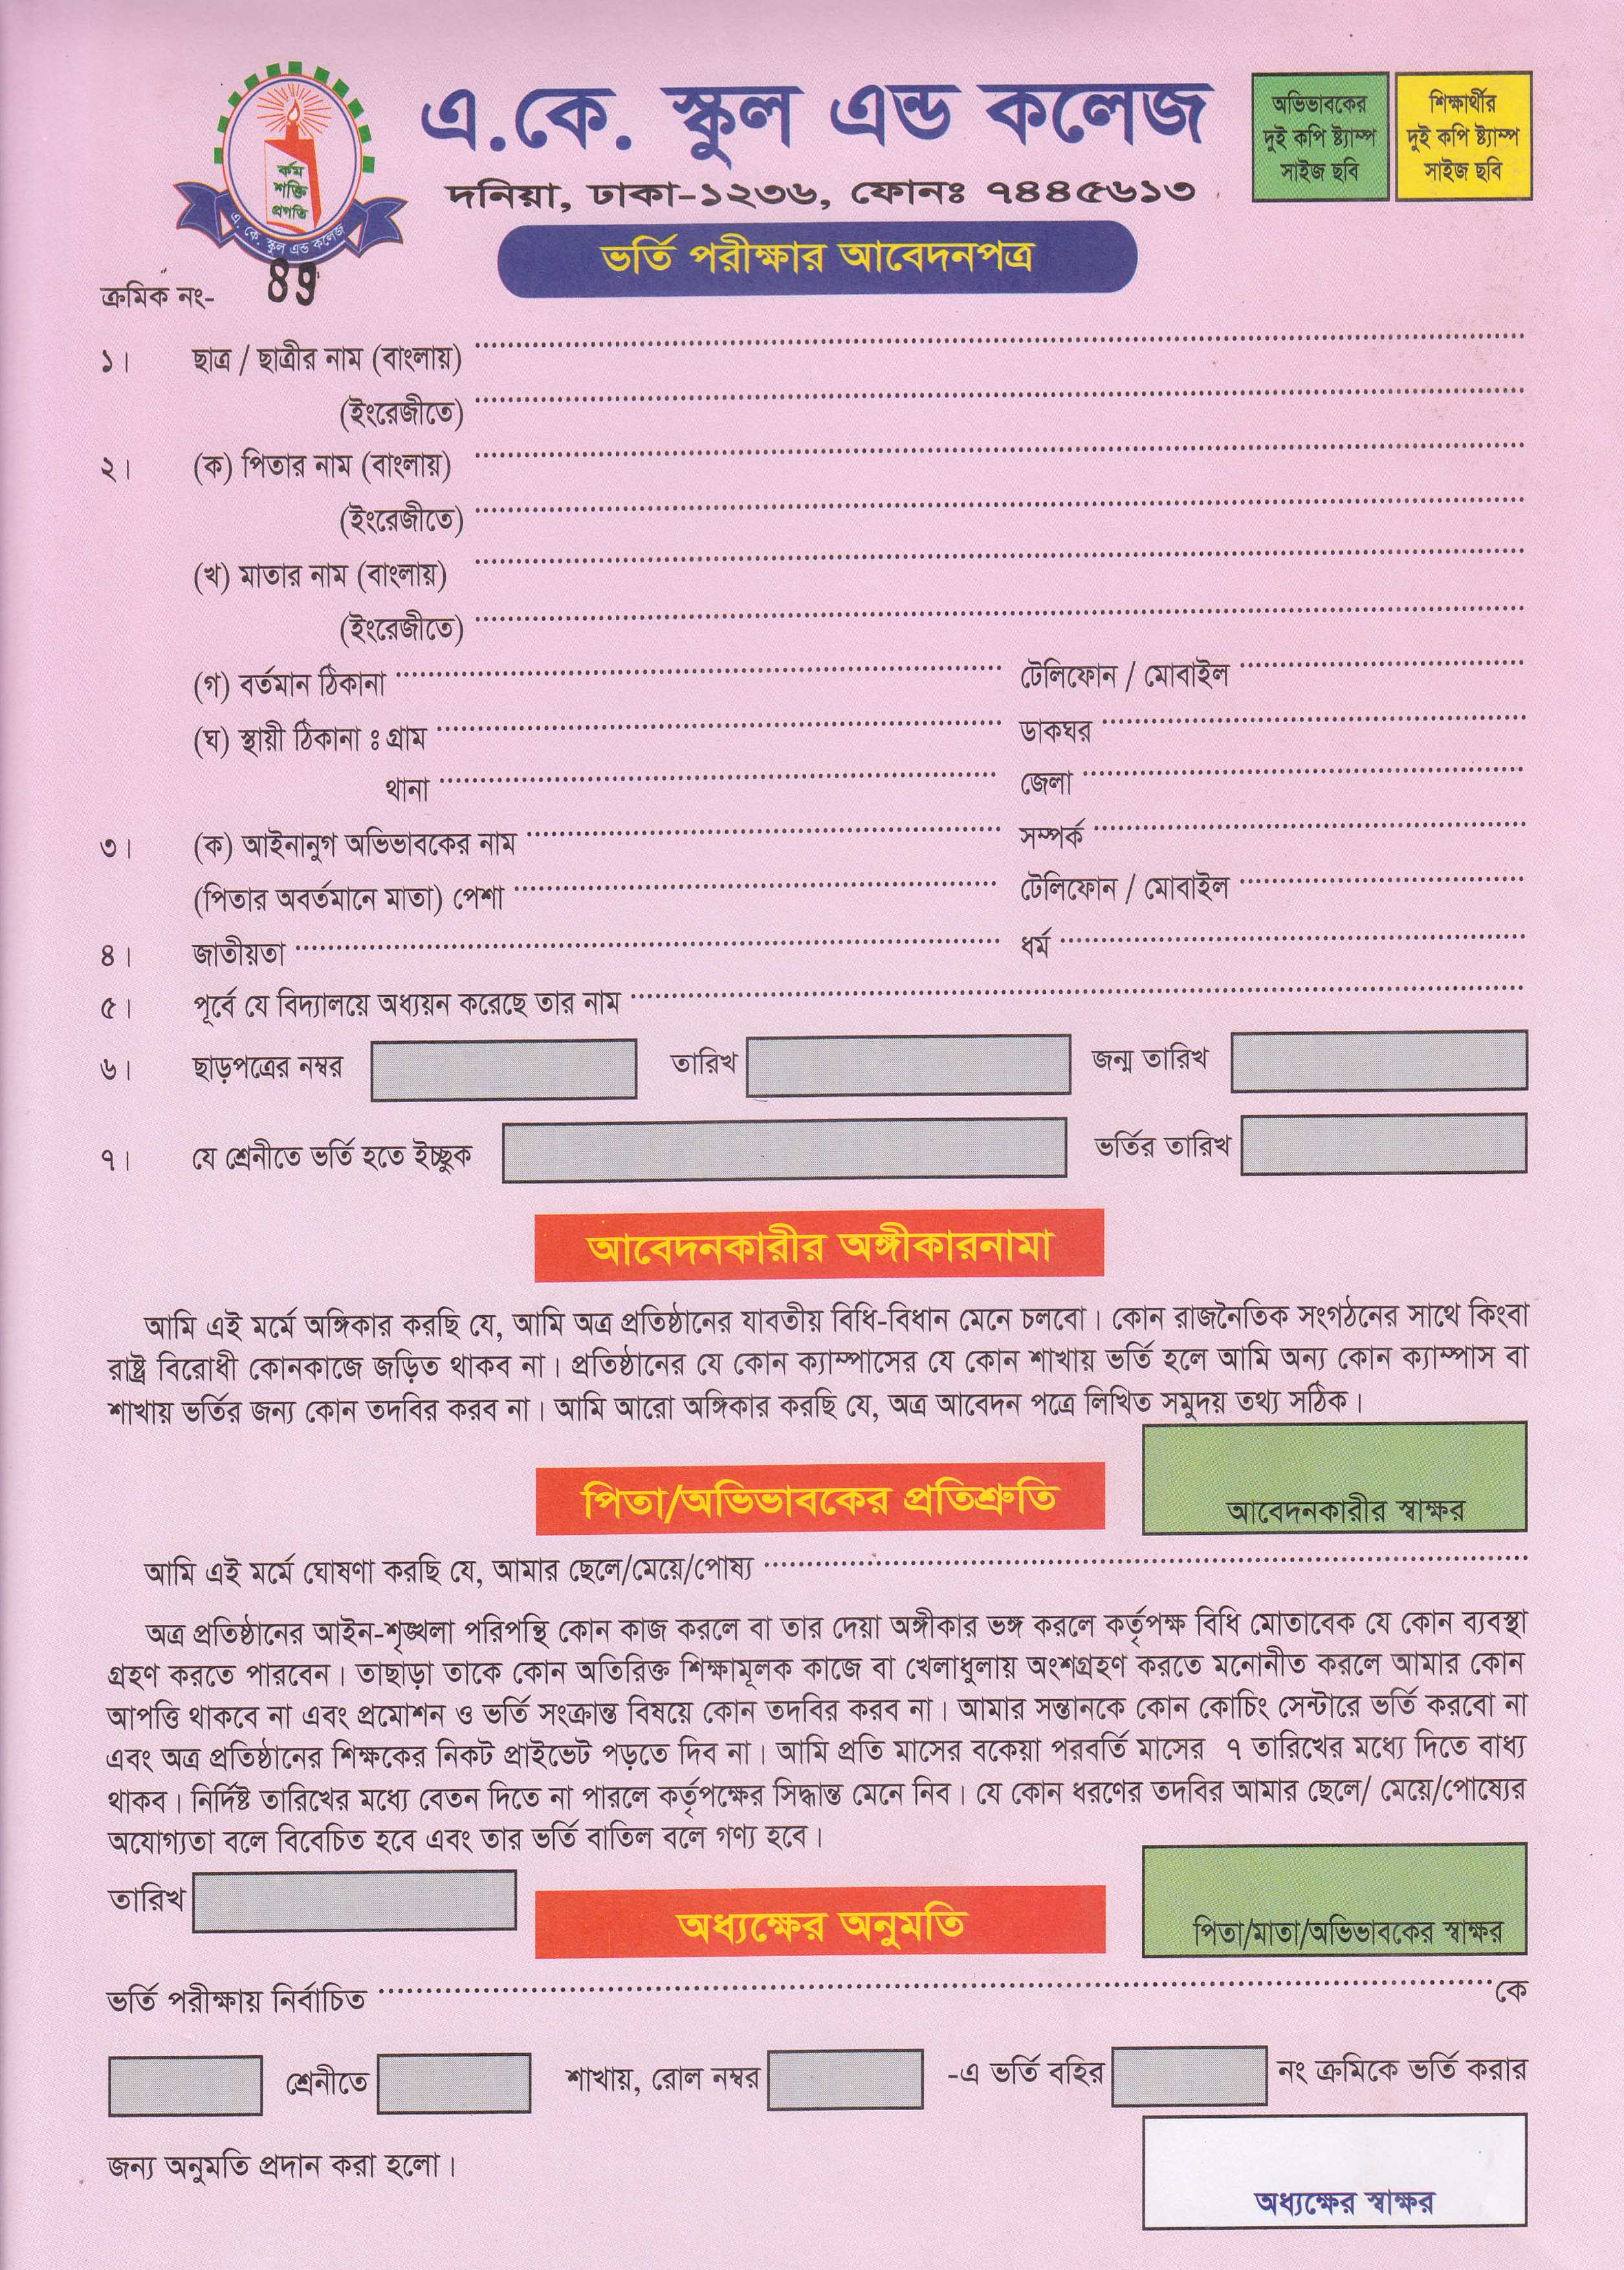 এ.কে. স্কুল এন্ড কলেজ
দনিয়া, ঢাকা-১২৩৬, ফোনঃ ৭৪৪৫৬১৩
অভিভাবকের
দুই কপি ষ্ট্যাম্প
সাইজ ছবি
শিক্ষার্থীর
দুই কপি ষ্ট্যাম্প
সাইজ ছবি
কর্ম
শক্তি
প্রগতি
এ. কে. স্কুল এন্ড কলেজ
ভর্তি পরীক্ষার আবেদনপত্র
ক্রমিক নং- ৪৭
১। ছাত্র / ছাত্রীর নাম (বাংলায়)
(ইংরেজীতে)
২। (ক) পিতার নাম (বাংলায়)
(ইংরেজীতে)
(খ) মাতার নাম (বাংলায়)
(ইংরেজীতে)
(গ) বর্তমান ঠিকানা টেলিফোন / মোবাইল
(ঘ) স্থায়ী ঠিকানা ঃ গ্রাম ডাকঘর
থানা জেলা
৩। (ক) আইনানুগ অভিভাবকের নাম সম্পর্ক
(পিতার অবর্তমানে মাতা) পেশা টেলিফোন / মোবাইল
৪। জাতীয়তা ধর্ম
৫। পূর্বে যে বিদ্যালয়ে অধ্যয়ন করেছে তার নাম
৬। ছাড়পত্রের নম্বর তারিখ জন্ম তারিখ
৭। যে শ্রেনীতে ভর্তি হতে ইচ্ছুক ভর্তির তারিখ
আবেদনকারীর অঙ্গীকারনামা
আমি এই মর্মে অঙ্গিকার করছি যে, আমি অত্র প্রতিষ্ঠানের যাবতীয় বিধি-বিধান মেনে চলবো। কোন রাজনৈতিক সংগঠনের সাথে কিংবা
রাষ্ট্র বিরোধী কোনকাজে জড়িত থাকব না। প্রতিষ্ঠানের যে কোন ক্যাম্পাসের যে কোন শাখায় ভর্তি হলে আমি অন্য কোন ক্যাম্পাস বা
শাখায় ভর্তির জন্য কোন তদবির করব না। আমি আরো অঙ্গিকার করছি যে, অত্র আবেদন পত্রে লিখিত সমুদয় তথ্য সঠিক।
আবেদনকারীর স্বাক্ষর
পিতা/অভিভাবকের প্রতিশ্রুতি
আমি এই মর্মে ঘোষণা করছি যে, আমার ছেলে/মেয়ে/পোষ্য
অত্র প্রতিষ্ঠানের আইন-শৃঙ্খলা পরিপন্থি কোন কাজ করলে বা তার দেয়া অঙ্গীকার ভঙ্গ করলে কর্তৃপক্ষ বিধি মোতাবেক যে কোন ব্যবস্থা
গ্রহণ করতে পারবেন। তাছাড়া তাকে কোন অতিরিক্ত শিক্ষামূলক কাজে বা খেলাধুলায় অংশগ্রহণ করতে মনোনীত করলে আমার কোন
আপত্তি থাকবে না এবং প্রমোশন ও ভর্তি সংক্রান্ত বিষয়ে কোন তদবির করব না। আমার সন্তানকে কোন কোচিং সেন্টারে ভর্তি করবো না
এবং অত্র প্রতিষ্ঠানের শিক্ষকের নিকট প্রাইভেট পড়তে দিব না। আমি প্রতি মাসের বকেয়া পরবর্তি মাসের ৭ তারিখের মধ্যে দিতে বাধ্য
থাকব। নির্দিষ্ট তারিখের মধ্যে বেতন দিতে না পারলে কর্তৃপক্ষের সিদ্ধান্ত মেনে নিব। যে কোন ধরণের তদবির আমার ছেলে/ মেয়ে/পোষ্যের
অযোগ্যতা বলে বিবেচিত হবে এবং তার ভর্তি বাতিল বলে গণ্য হবে।
তারিখ
পিতা/মাতা/অভিভাবকের স্বাক্ষর
অধ্যক্ষের অনুমতি
ভর্তি পরীক্ষায় নির্বাচিত কে
শ্রেনীতে শাখায়, রোল নম্বর -এ ভর্তি বহির নং ক্রমিকে ভর্তি করার
জন্য অনুমতি প্রদান করা হলো।
অধ্যক্ষের স্বাক্ষর